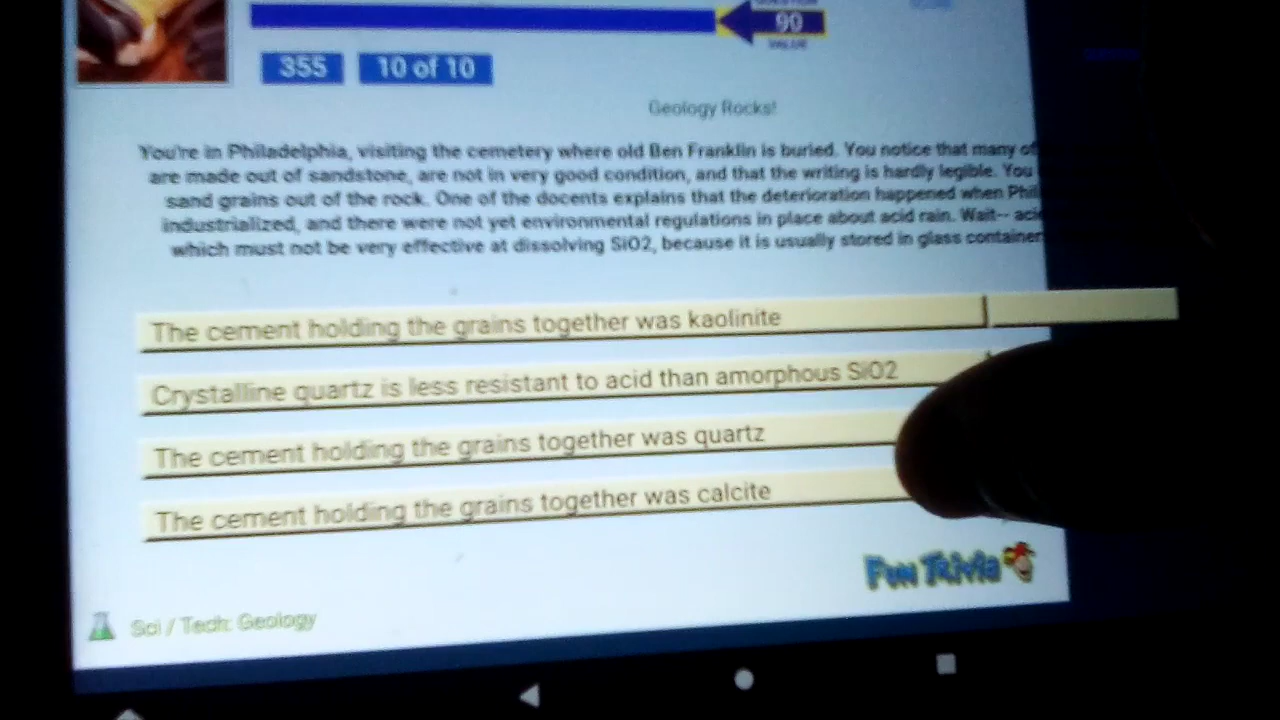 90
VALUE
355
10 of 10
Geology Rocks!
You're in Philadelphia, visiting the cemetery where old Ben Franklin is buried. You notice that many of
are made out of sandstone, are not in very good condition, and that the writing is hardly legible. You
sand grains out of the rock. One of the docents explains that the deterioration happened when Phil
industrialized, and there were not yet environmental regulations in place about acid rain. Wait-- aci
which must not be very effective at dissolving SiO2, because it is usually stored in glass container
The cement holding the grains together was kaolinite
Crystalline quartz is less resistant to acid than amorphous SiO2
The cement holding the grains together was quartz
The cement holding the grains together was calcite
Fun Trivia
Sci / Tech: Geology